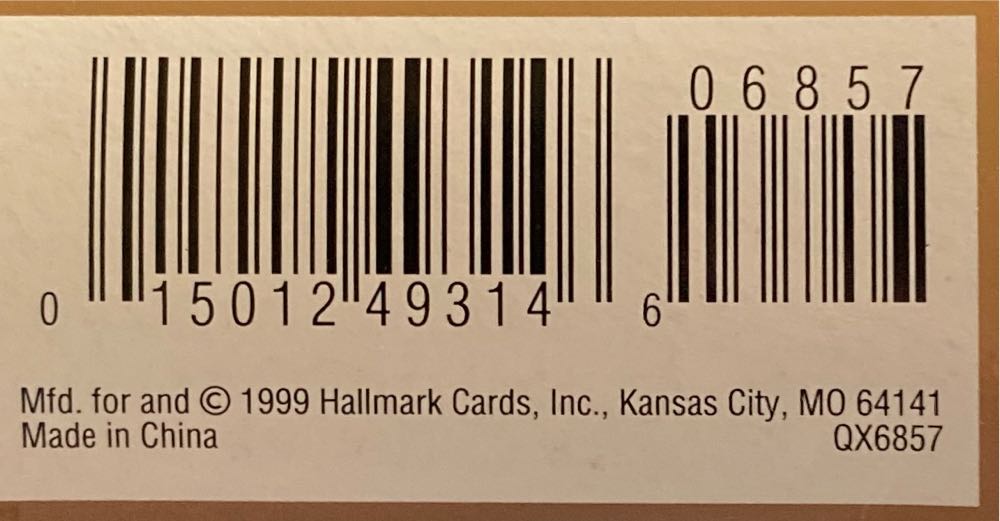 06857
0 15012 49314 6
Mfd. for and © 1999 Hallmark Cards, Inc., Kansas City, MO 64141
Made in China QX6857